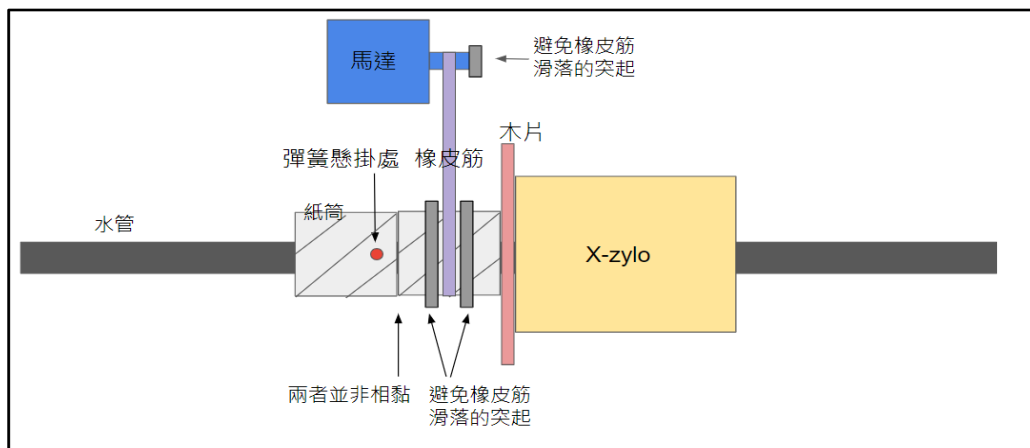 馬達
避免橡皮筋
滑落的突起
木片
彈簧懸掛處
橡皮筋
紙筒
水管
X-zylo
兩者並非相黏
避免橡皮筋
滑落的突起